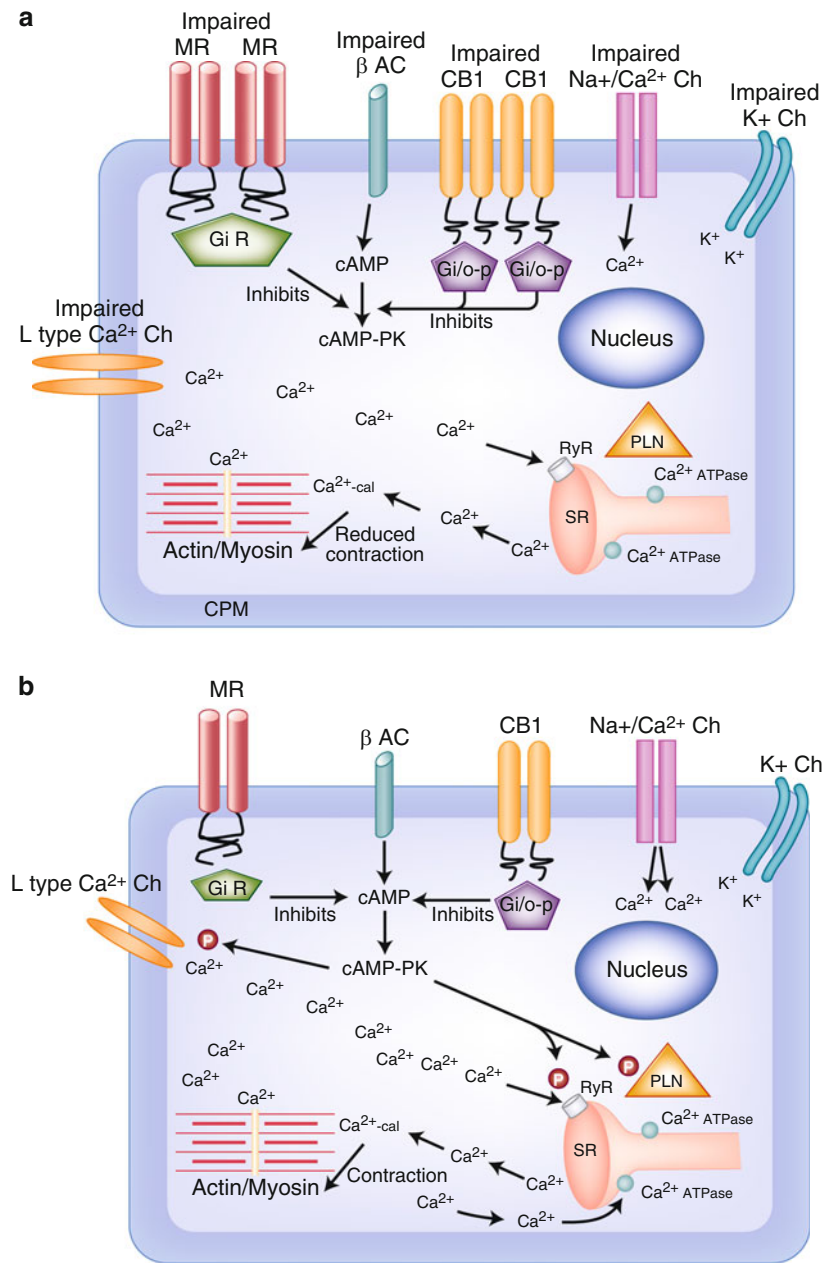 a
Impaired
MR MR
Impaired
β AC
Impaired
CB1 CB1
Impaired
Na+/Ca²⁺ Ch
Impaired
K+ Ch
Gi R
cAMP
Gi/o-p
Gi/o-p
Ca²⁺
K⁺
K⁺
Inhibits
Inhibits
cAMP-PK
Nucleus
Impaired
L type Ca²⁺ Ch
Ca²⁺
Ca²⁺
Ca²⁺
Ca²⁺
Ca²⁺
RyR
PLN
Ca²⁺
Ca²⁺ ATPase
Ca²⁺-cal
Ca²⁺
SR
Reduced
contraction
Actin/Myosin
Ca²⁺
Ca²⁺ ATPase
CPM
b
MR
β AC
CB1
Na+/Ca²⁺ Ch
K+ Ch
L type Ca²⁺ Ch
Gi R
Inhibits
cAMP
Inhibits
Gi/o-p
Ca²⁺ Ca²⁺
K⁺
K⁺
P
Ca²⁺
cAMP-PK
Nucleus
Ca²⁺
Ca²⁺
Ca²⁺
Ca²⁺
Ca²⁺
Ca²⁺
Ca²⁺
Ca²⁺
P
P
RyR
PLN
Ca²⁺
Ca²⁺-cal
Ca²⁺ ATPase
Ca²⁺
SR
Contraction
Actin/Myosin
Ca²⁺
Ca²⁺ ATPase
Ca²⁺
Ca²⁺